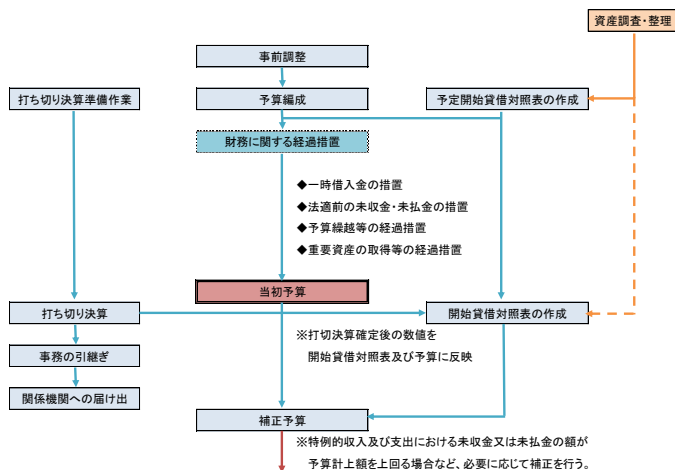 資産調査・整理
事前調整
打ち切り決算準備作業
予算編成
予定開始貸借対照表の作成
財務に関する経過措置
◆一時借入金の措置
◆法適前の未収金・未払金の措置
◆予算繰越等の経過措置
◆重要資産の取得等の経過措置
当初予算
打ち切り決算
開始貸借対照表の作成
※打切決算確定後の数値を
開始貸借対照表及び予算に反映
事務の引継ぎ
関係機関への届け出
補正予算
※特例的収入及び支出における未収金又は未払金の額が
予算計上額を上回る場合など、必要に応じて補正を行う。